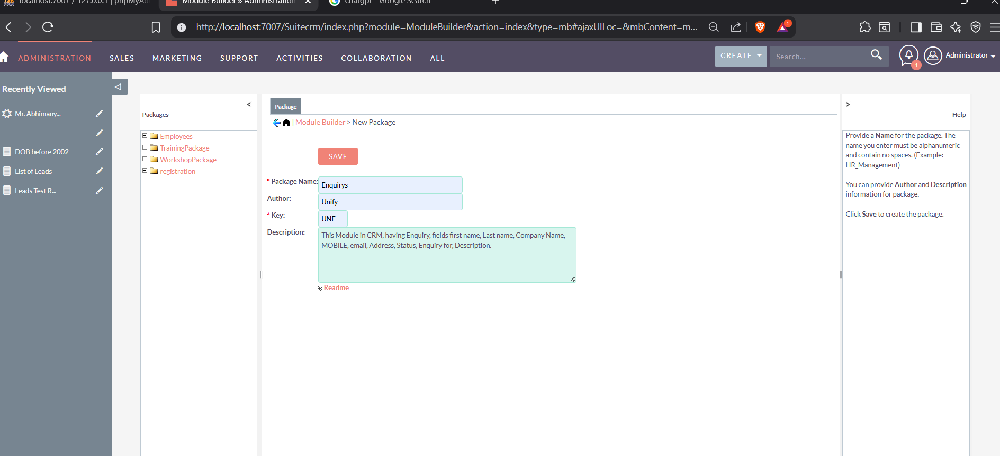 localhost:7007 / 127.0.0.1 | phpMyAd
Module Builder » Administration
chatgpt - Google Search
http://localhost:7007/Suitecrm/index.php?module=ModuleBuilder&action=index&type=mb#ajaxUILoc=&mbContent=m...
1
ADMINISTRATION
SALES
MARKETING
SUPPORT
ACTIVITIES
COLLABORATION
ALL
CREATE
Search...
1
Administrator
Recently Viewed
Mr. Abhimany...
DOB before 2002
List of Leads
Leads Test R...
<
Packages
Employees
TrainingPackage
WorkshopPackage
registration
Package
| Module Builder > New Package
SAVE
* Package Name:
Enquirys
Author:
Unify
* Key:
UNF
Description:
This Module in CRM, having Enquiry, fields first name, Last name, Company Name,
MOBILE, email, Address, Status, Enquiry for, Description.
Readme
>
Help
Provide a Name for the package. The
name you enter must be alphanumeric
and contain no spaces. (Example:
HR_Management)
You can provide Author and Description
information for package.
Click Save to create the package.